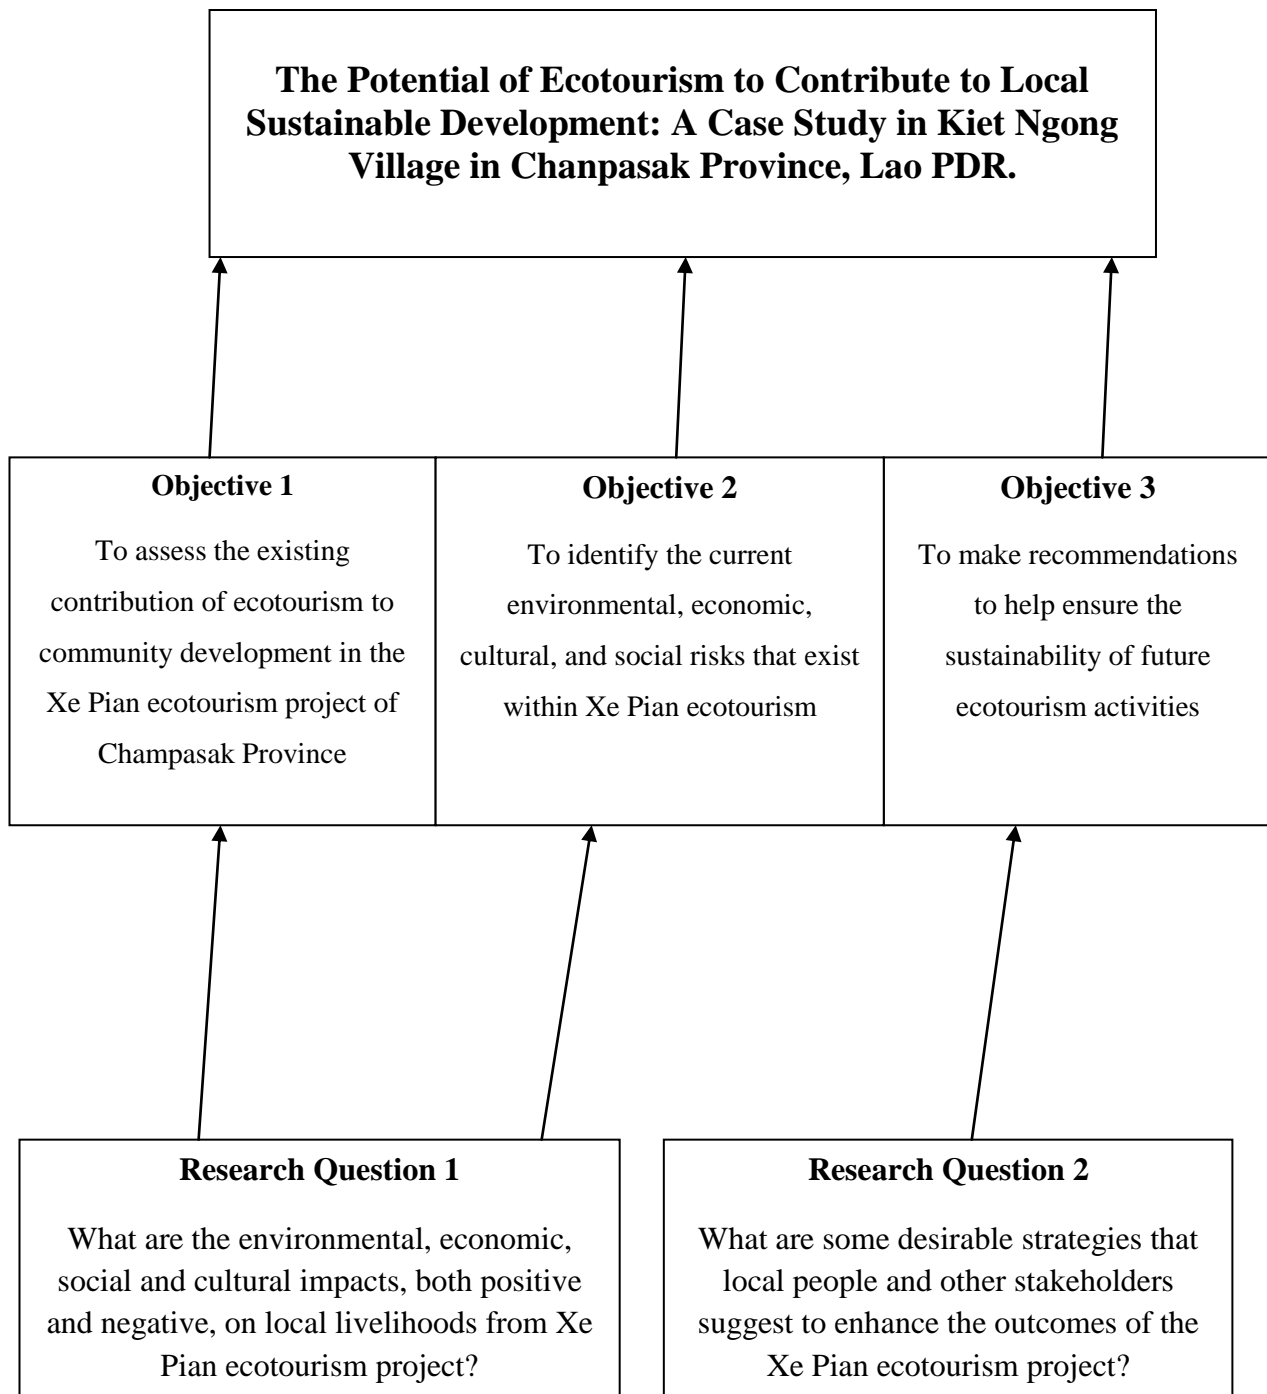 The Potential of Ecotourism to Contribute to Local
Sustainable Development: A Case Study in Kiet Ngong
Village in Chanpasak Province, Lao PDR.
Objective 1
To assess the existing
contribution of ecotourism to
community development in the
Xe Pian ecotourism project of
Champasak Province
Objective 2
To identify the current
environmental, economic,
cultural, and social risks that exist
within Xe Pian ecotourism
Objective 3
To make recommendations
to help ensure the
sustainability of future
ecotourism activities
Research Question 1
What are the environmental, economic,
social and cultural impacts, both positive
and negative, on local livelihoods from Xe
Pian ecotourism project?
Research Question 2
What are some desirable strategies that
local people and other stakeholders
suggest to enhance the outcomes of the
Xe Pian ecotourism project?